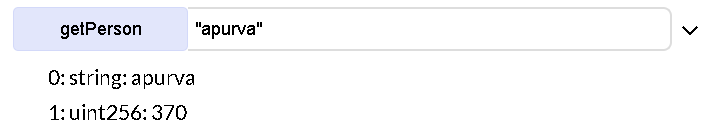 getPerson "apurva"
0: string: apurva
1: uint256: 370